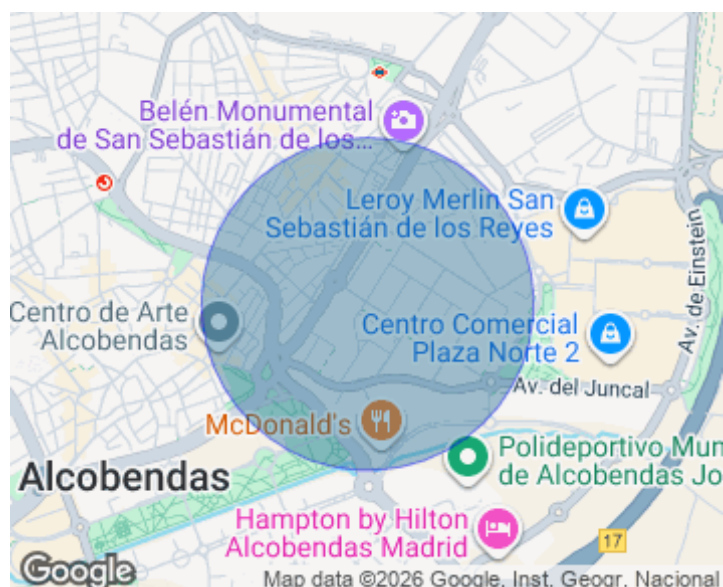 Belén Monumental
de San Sebastián de los...
Leroy Merlin San
Sebastián de los Reyes
Centro de Arte
Alcobendas
Centro Comercial
Plaza Norte 2
Av. de Einstein
Av. del Juncal
McDonald's
Alcobendas
Polideportivo Mun
de Alcobendas Jo
Hampton by Hilton
Alcobendas Madrid
17
Google
Map data ©2026 Google, Inst. Geogr. Nacional